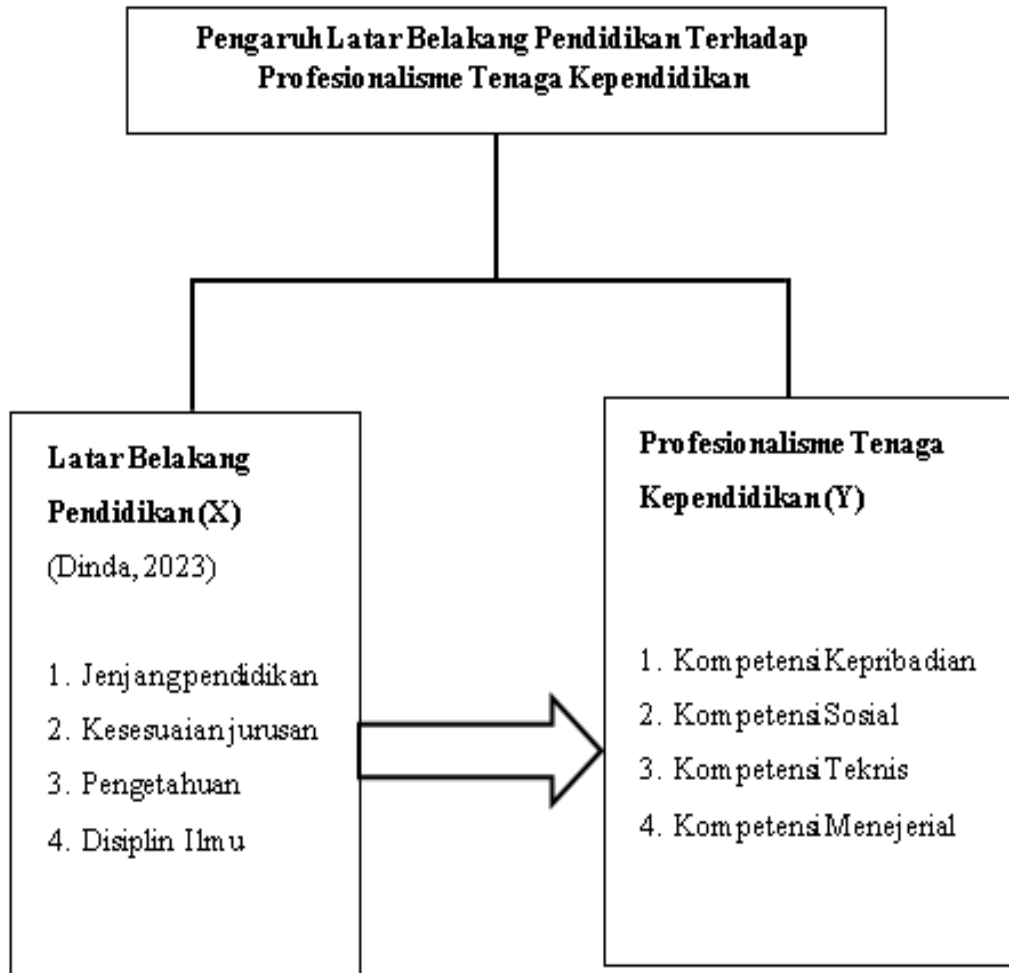 Pengaruh Latar Belakang Pendidikan Terhadap
Profesionalisme Tenaga Kependidikan
Latar Belakang
Pendidikan (X)
(Dinda, 2023)
1. Jenjang pendidikan
2. Kesesuaian jurusan
3. Pengetahuan
4. Disiplin Ilmu
Profesionalisme Tenaga
Kependidikan (Y)
1. Kompetensi Kepribadian
2. Kompetensi Sosial
3. Kompetensi Teknis
4. Kompetensi Menejerial